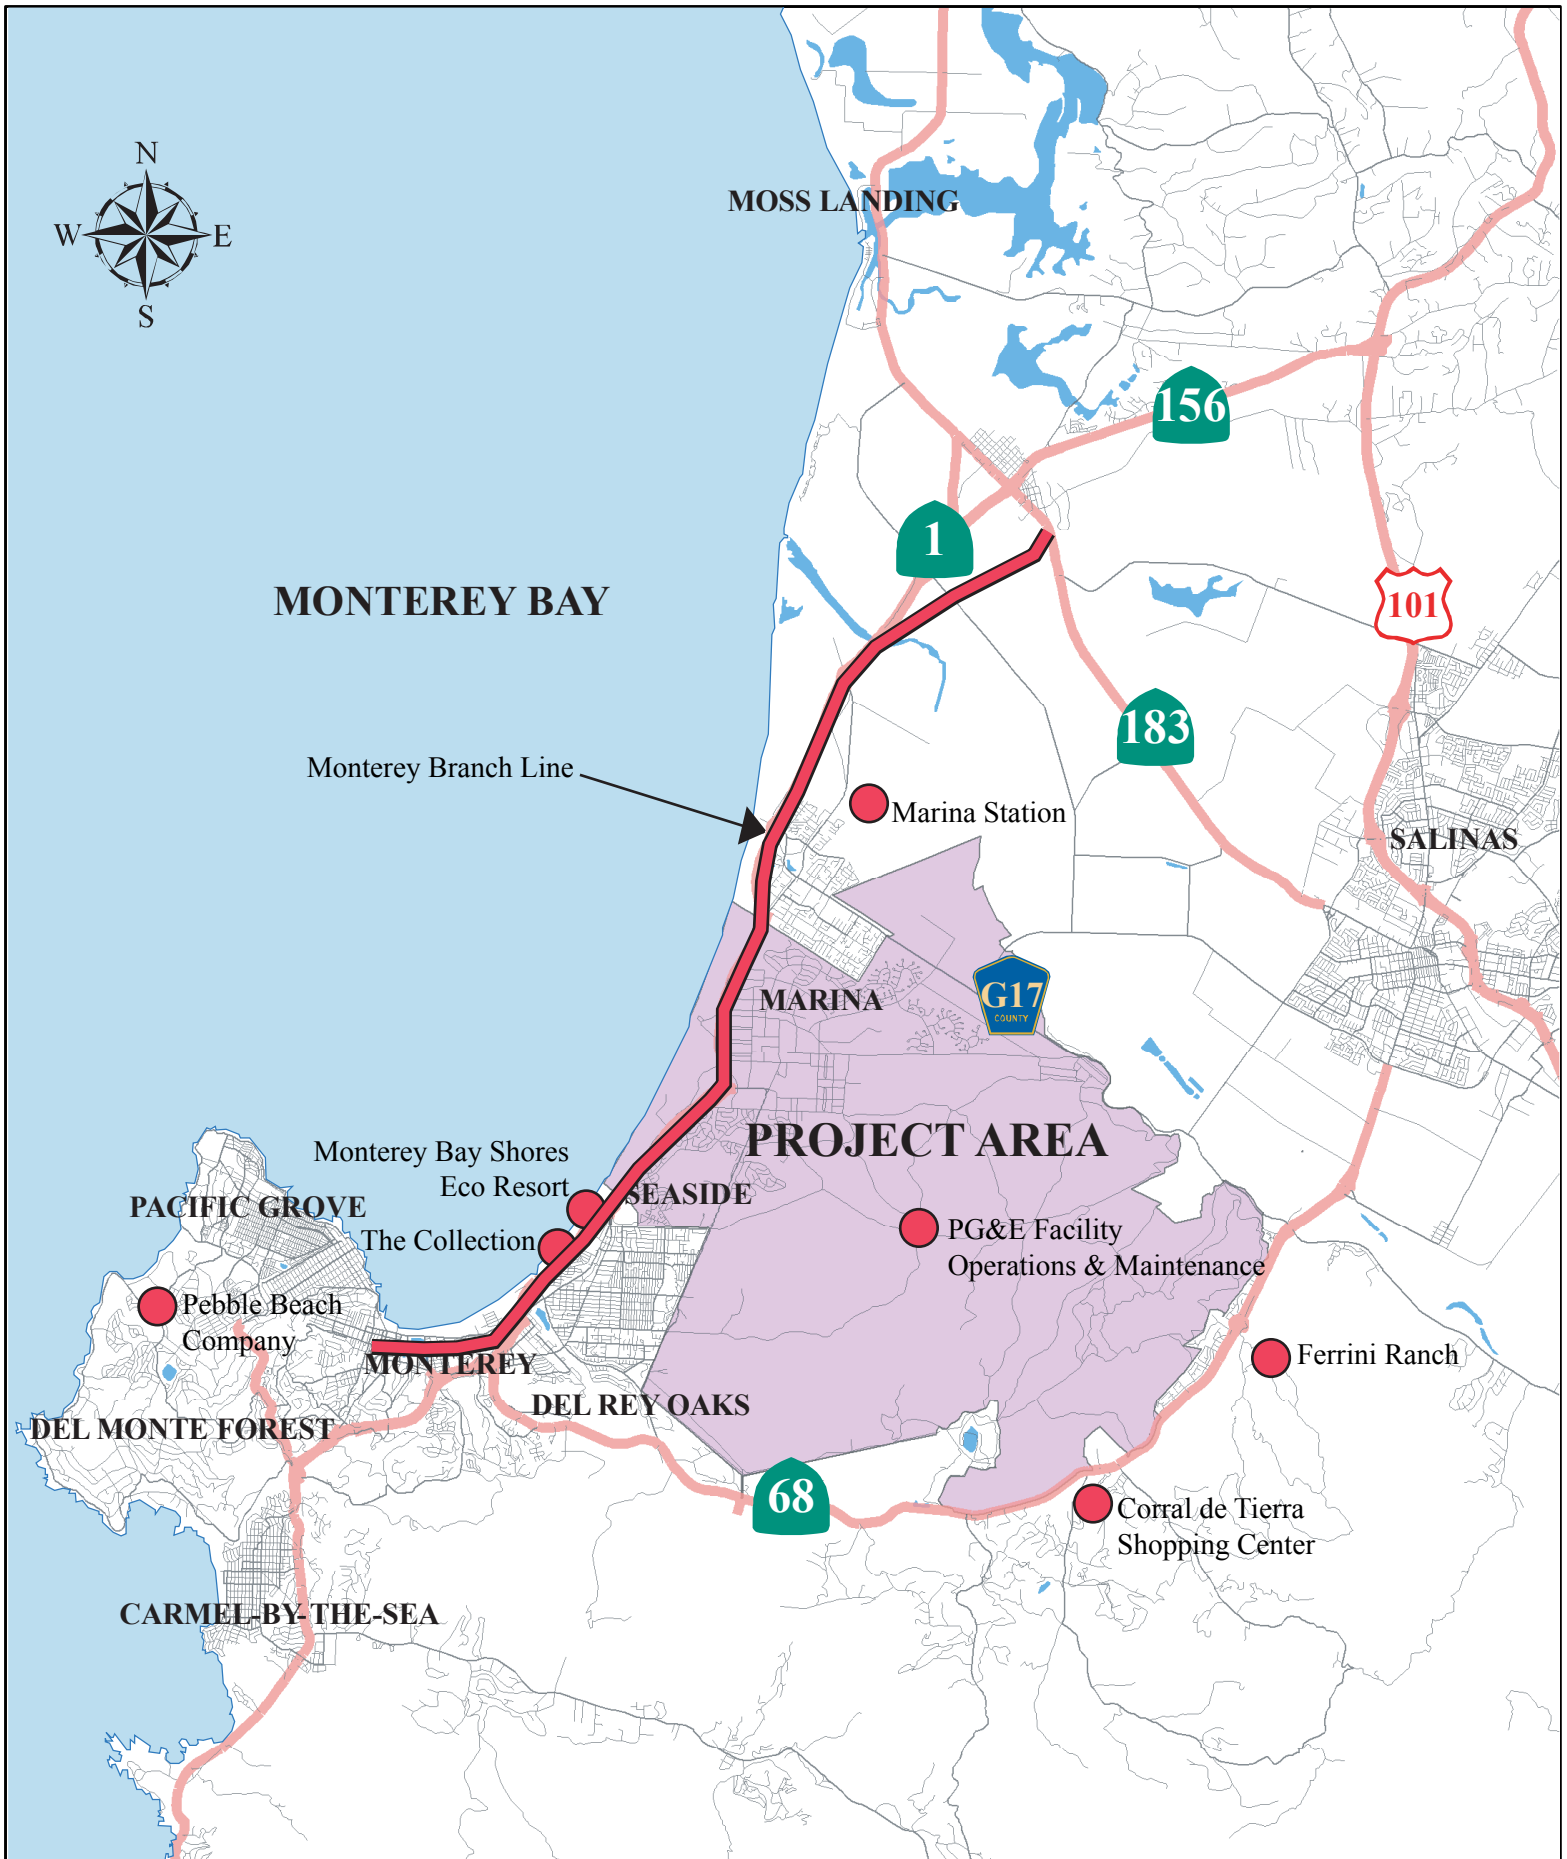 N
W
E
S
MOSS LANDING
156
1
MONTEREY BAY
101
183
Monterey Branch Line
Marina Station
SALINAS
MARINA
G17
COUNTY
PROJECT AREA
Monterey Bay Shores
Eco Resort
SEASIDE
PACIFIC GROVE
The Collection
PG&E Facility
Operations & Maintenance
Pebble Beach
Company
MONTEREY
Ferrini Ranch
DEL REY OAKS
DEL MONTE FOREST
68
Corral de Tierra
Shopping Center
CARMEL-BY-THE-SEA